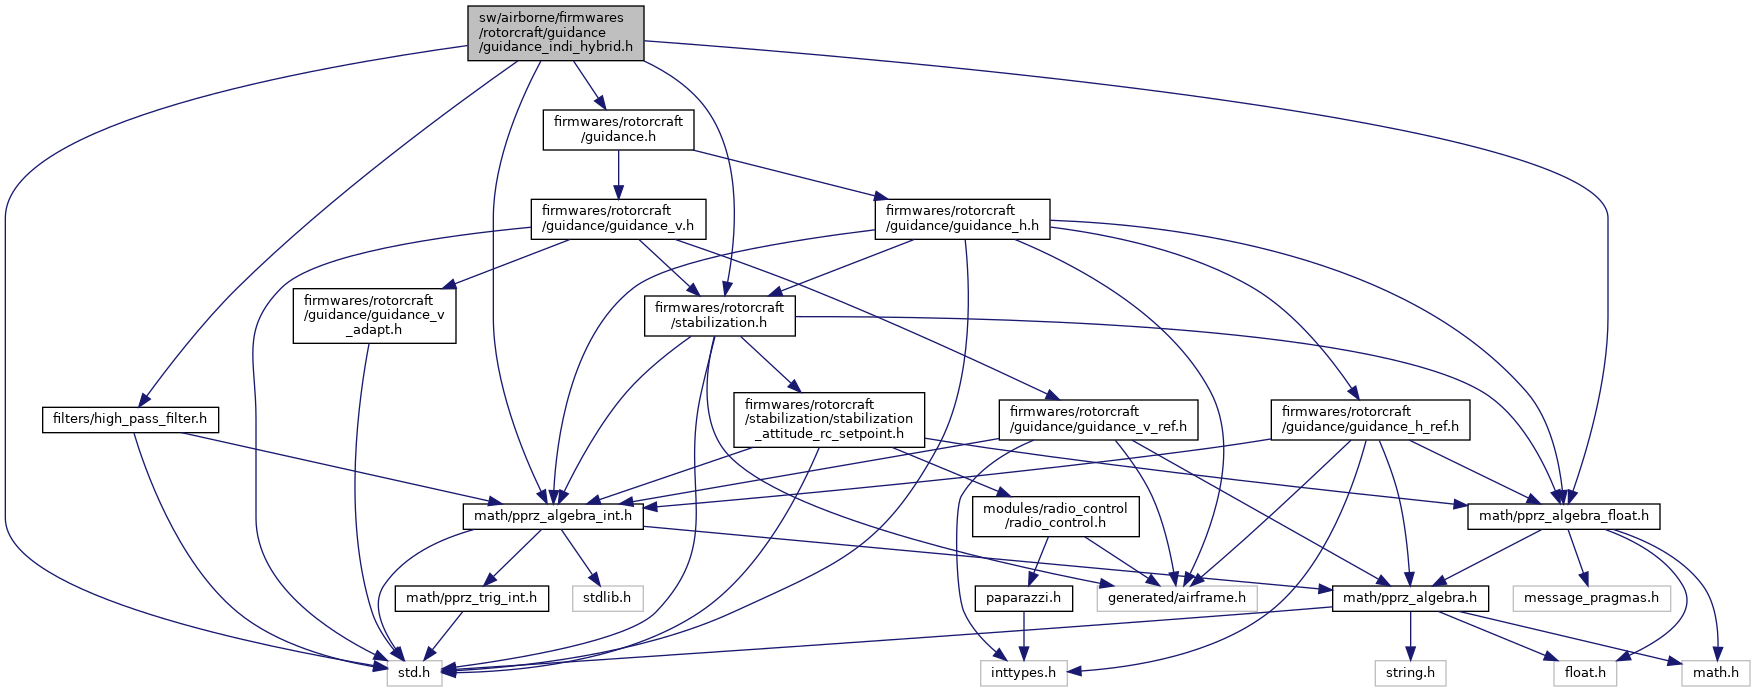 sw/airborne/firmwares
/rotorcraft/guidance
/guidance_indi_hybrid.h
firmwares/rotorcraft
/guidance.h
firmwares/rotorcraft
/guidance/guidance_v.h
firmwares/rotorcraft
/guidance/guidance_h.h
firmwares/rotorcraft
/guidance/guidance_v
_adapt.h
firmwares/rotorcraft
/stabilization.h
filters/high_pass_filter.h
firmwares/rotorcraft
/stabilization/stabilization
_attitude_rc_setpoint.h
firmwares/rotorcraft
/guidance/guidance_v_ref.h
firmwares/rotorcraft
/guidance/guidance_h_ref.h
math/pprz_algebra_int.h
modules/radio_control
/radio_control.h
math/pprz_algebra_float.h
math/pprz_trig_int.h
stdlib.h
paparazzi.h
generated/airframe.h
math/pprz_algebra.h
message_pragmas.h
std.h
inttypes.h
string.h
float.h
math.h